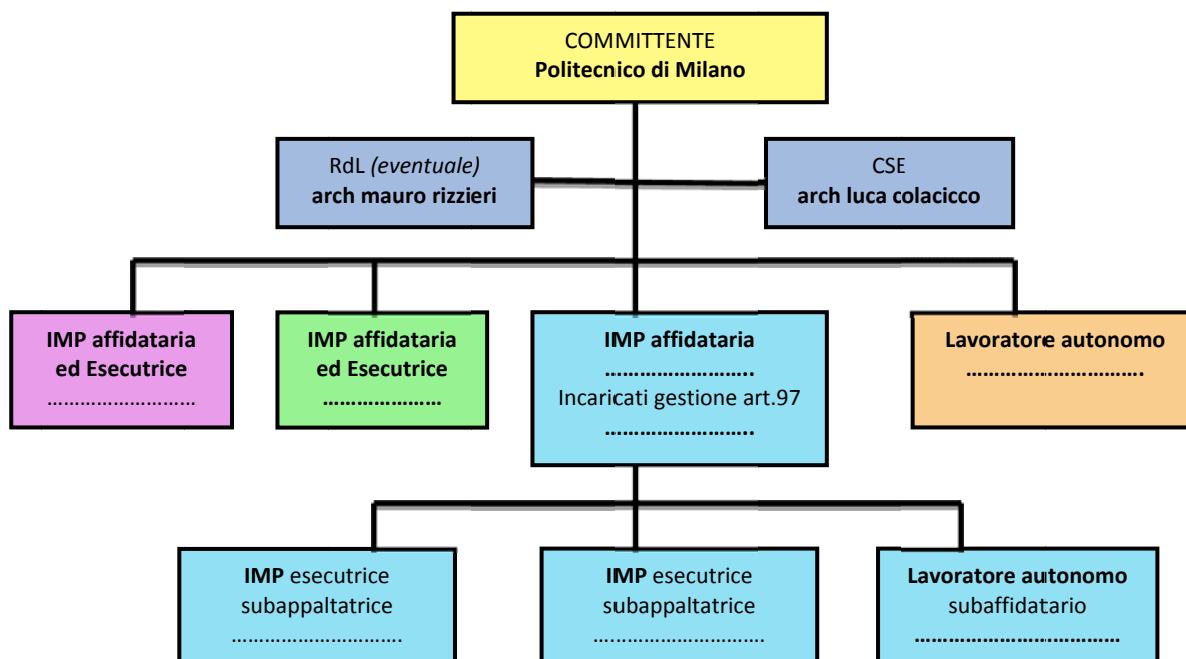 COMMITTENTE
Politecnico di Milano
RdL (eventuale)
arch mauro rizzieri
CSE
arch luca colacicco
IMP affidataria
ed Esecutrice
……………………
IMP affidataria
ed Esecutrice
…………………
IMP affidataria
……………………..
Incaricati gestione art.97
……………………..
Lavoratore autonomo
……………………….
IMP esecutrice
subappaltatrice
……………………….
IMP esecutrice
subappaltatrice
……………………….
Lavoratore autonomo
subaffidatario
………………………………